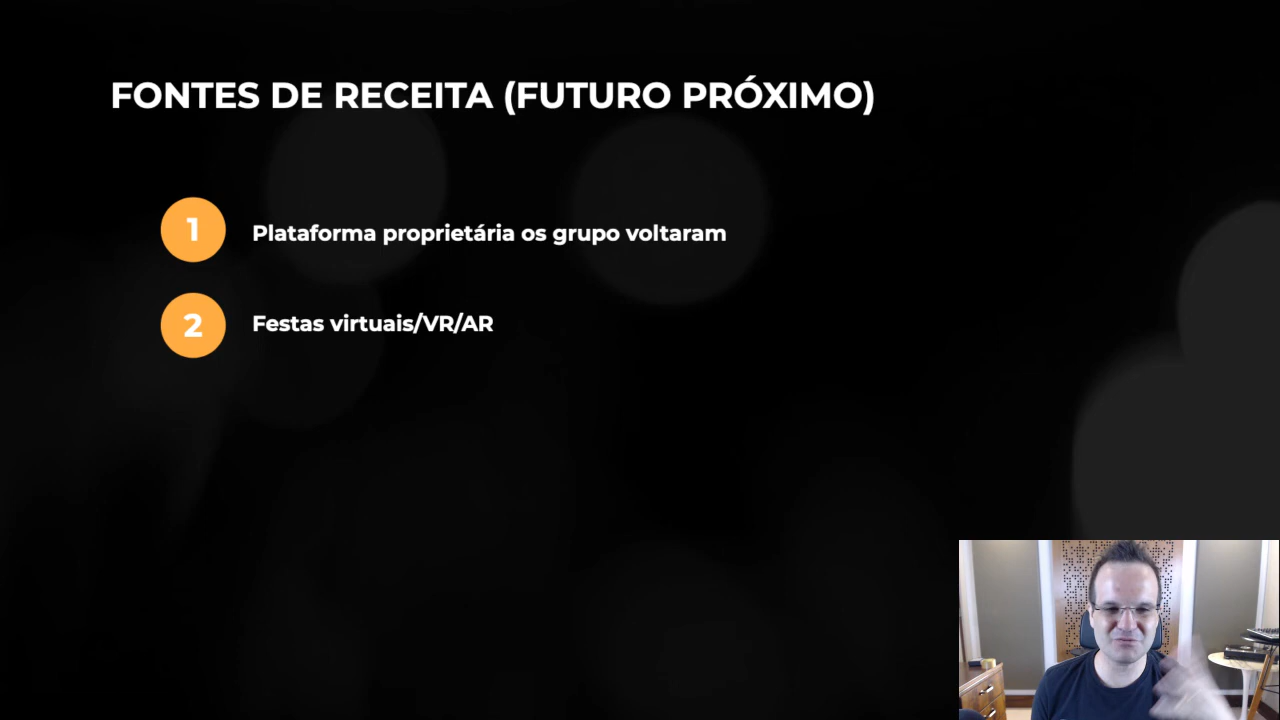 FONTES DE RECEITA (FUTURO PRÓXIMO)
1 Plataforma proprietária os grupo voltaram
2 Festas virtuais/VR/AR